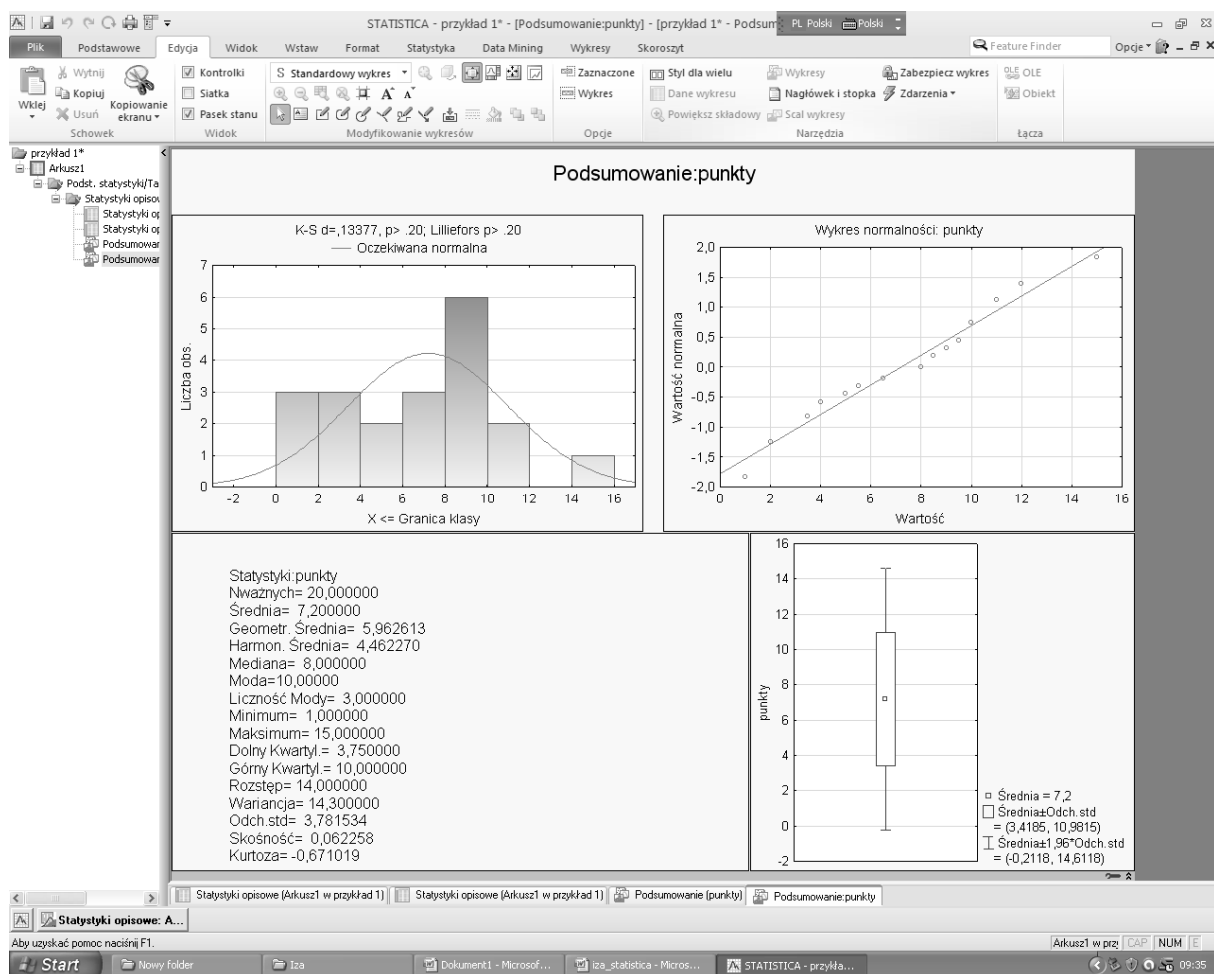 STATISTICA - przykład 1* - [Podsumowanie:punkty] - [przykład 1* - Podsum
PL Polski Polski
Plik Podstawowe Edycja Widok Wstaw Format Statystyka Data Mining Wykresy Skoroszyt Feature Finder Opcje
Wklej
Wytnij
Kopiuj
Usuń
Kopiowanie ekranu
Schowek
Kontrolki
Siatka
Pasek stanu
Widok
S Standardowy wykres
Modyfikowanie wykresów
Zaznaczone
Wykres
Opcje
Styl dla wielu
Dane wykresu
Powiększ składowy
Wykresy
Nagłówek i stopka
Scal wykresy
Zabezpiecz wykres
Zdarzenia
Narzędzia
OLE OLE
Obiekt
Łącza
przykład 1*
Arkusz1
Podst. statystyki/Ta
Statystyki opisow
Statystyki op
Statystyki op
Podsumowar
Podsumowar
Podsumowanie:punkty
K-S d=,13377, p> .20; Lilliefors p> .20
Oczekiwana normalna
Liczba obs.
7
6
5
4
3
2
1
0
-2 0 2 4 6 8 10 12 14 16
X <= Granica klasy
Wykres normalności: punkty
Wartość normalna
2,0
1,5
1,0
0,5
0,0
-0,5
-1,0
-1,5
-2,0
0 2 4 6 8 10 12 14 16
Wartość
Statystyki:punkty
Nważnych= 20,000000
Średnia= 7,200000
Geometr. Średnia= 5,962613
Harmon. Średnia= 4,462270
Mediana= 8,000000
Moda=10,00000
Liczność Mody= 3,000000
Minimum= 1,000000
Maksimum= 15,000000
Dolny Kwartyl.= 3,750000
Górny Kwartyl.= 10,000000
Rozstęp= 14,000000
Wariancja= 14,300000
Odch.std= 3,781534
Skośność= 0,062258
Kurtoza= -0,671019
punkty
16
14
12
10
8
6
4
2
0
-2
Średnia = 7,2
Średnia±Odch.std
= (3,4185, 10,9815)
Średnia±1,96*Odch.std
= (-0,2118, 14,6118)
Statystyki opisowe (Arkusz1 w przykład 1) Statystyki opisowe (Arkusz1 w przykład 1) Podsumowanie (punkty) Podsumowanie:punkty
Statystyki opisowe: A...
Aby uzyskać pomoc naciśnij F1.
Arkusz1 w prz CAP NUM
Start Nowy folder Iza Dokument1 - Microsof... iza_statistica - Micros... STATISTICA - przykła... 09:35